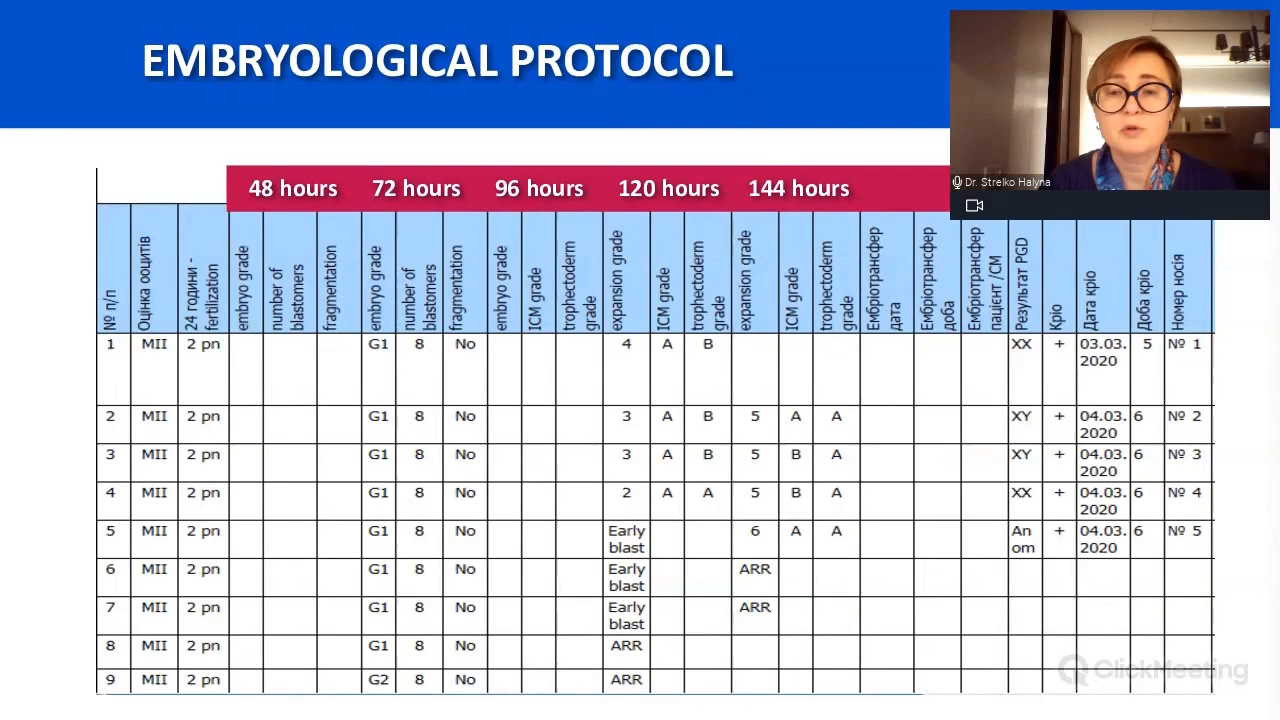 EMBRYOLOGICAL PROTOCOL
Dr. Strelko Halyna
48 hours 72 hours 96 hours 120 hours 144 hours
№ п/п
Оцінка ооцитів
24 години -
fertilization
embryo grade
number of
blastomers
fragmentation
embryo grade
number of
blastomers
fragmentation
embryo grade
ICM grade
trophectoderm
grade
expansion grade
ICM grade
trophectoderm
grade
expansion grade
ICM grade
trophectoderm
grade
Ембріотрансфер
дата
Ембріотрансфер
доба
Ембріотрансфер
пацієнт /СМ
Результат PGD
Кріо
Дата кріо
Доба кріо
Номер носія
1 MII 2 pn G1 8 No 4 A B XX + 03.03. 5 № 1
2020
2 MII 2 pn G1 8 No 3 A B 5 A A XY + 04.03. 6 № 2
2020
3 MII 2 pn G1 8 No 3 A B 5 B A XY + 04.03. 6 № 3
2020
4 MII 2 pn G1 8 No 2 A A 5 B A XX + 04.03. 6 № 4
2020
5 MII 2 pn G1 8 No Early 6 A A An + 04.03. 6 № 5
blast om 2020
6 MII 2 pn G1 8 No Early ARR
blast
7 MII 2 pn G1 8 No Early ARR
blast
8 MII 2 pn G1 8 No ARR
9 MII 2 pn G2 8 No ARR
ClickMeeting